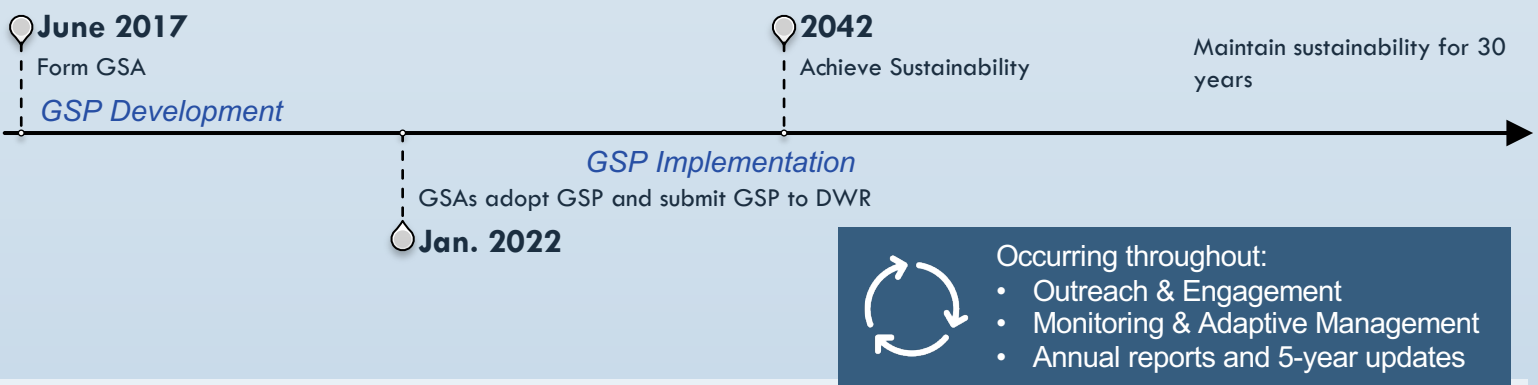 June 2017
Form GSA
GSP Development
2042
Achieve Sustainability
Maintain sustainability for 30
years
GSP Implementation
GSAs adopt GSP and submit GSP to DWR
Jan. 2022
Occurring throughout:
• Outreach & Engagement
• Monitoring & Adaptive Management
• Annual reports and 5-year updates